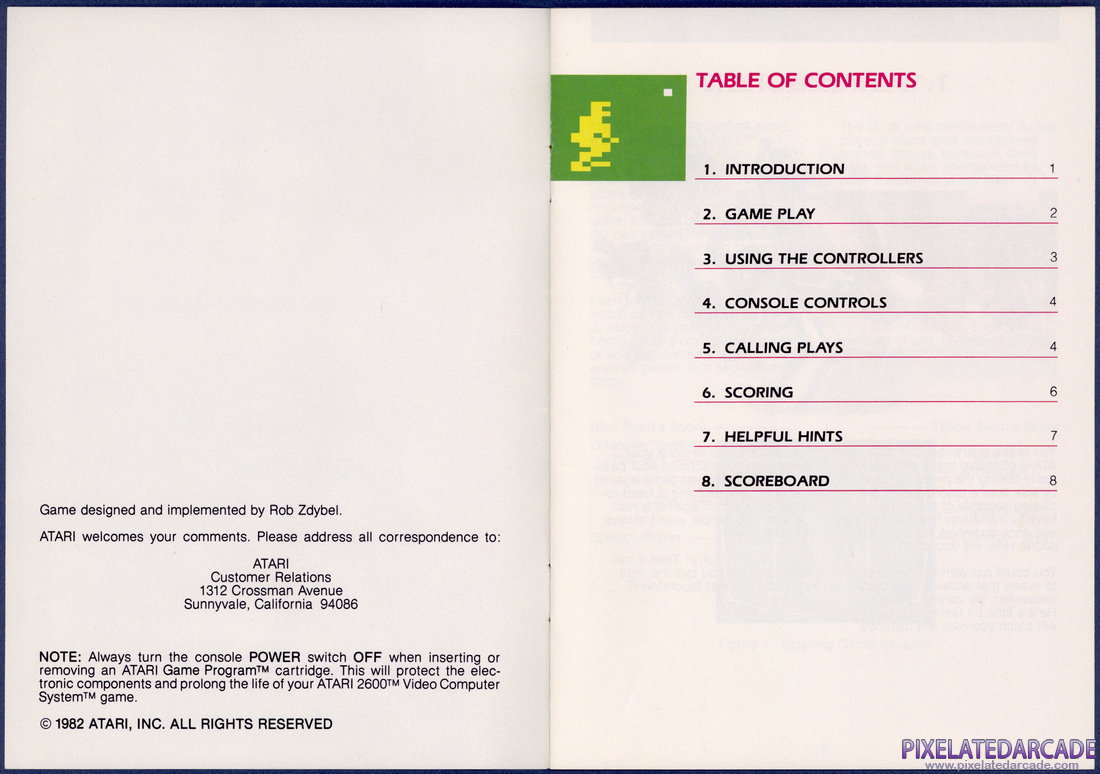 Game designed and implemented by Rob Zdybel.
ATARI welcomes your comments. Please address all correspondence to:
ATARI
Customer Relations
1312 Crossman Avenue
Sunnyvale, California 94086
NOTE: Always turn the console POWER switch OFF when inserting or
removing an ATARI Game Program™ cartridge. This will protect the elec-
tronic components and prolong the life of your ATARI 2600™ Video Computer
System™ game.
© 1982 ATARI, INC. ALL RIGHTS RESERVED
TABLE OF CONTENTS
1. INTRODUCTION 1
2. GAME PLAY 2
3. USING THE CONTROLLERS 3
4. CONSOLE CONTROLS 4
5. CALLING PLAYS 4
6. SCORING 6
7. HELPFUL HINTS 7
8. SCOREBOARD 8
PIXELATEDARCADE
www.pixelatedarcade.com